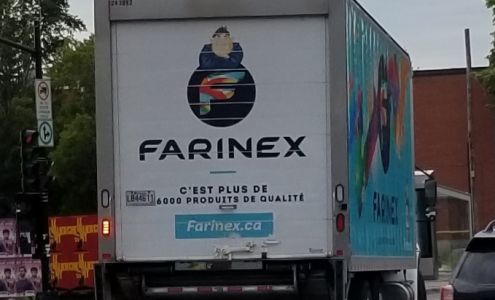 FARINEX
C'EST PLUS DE
6000 PRODUITS DE QUALITÉ
Farinex.ca
FARINEX